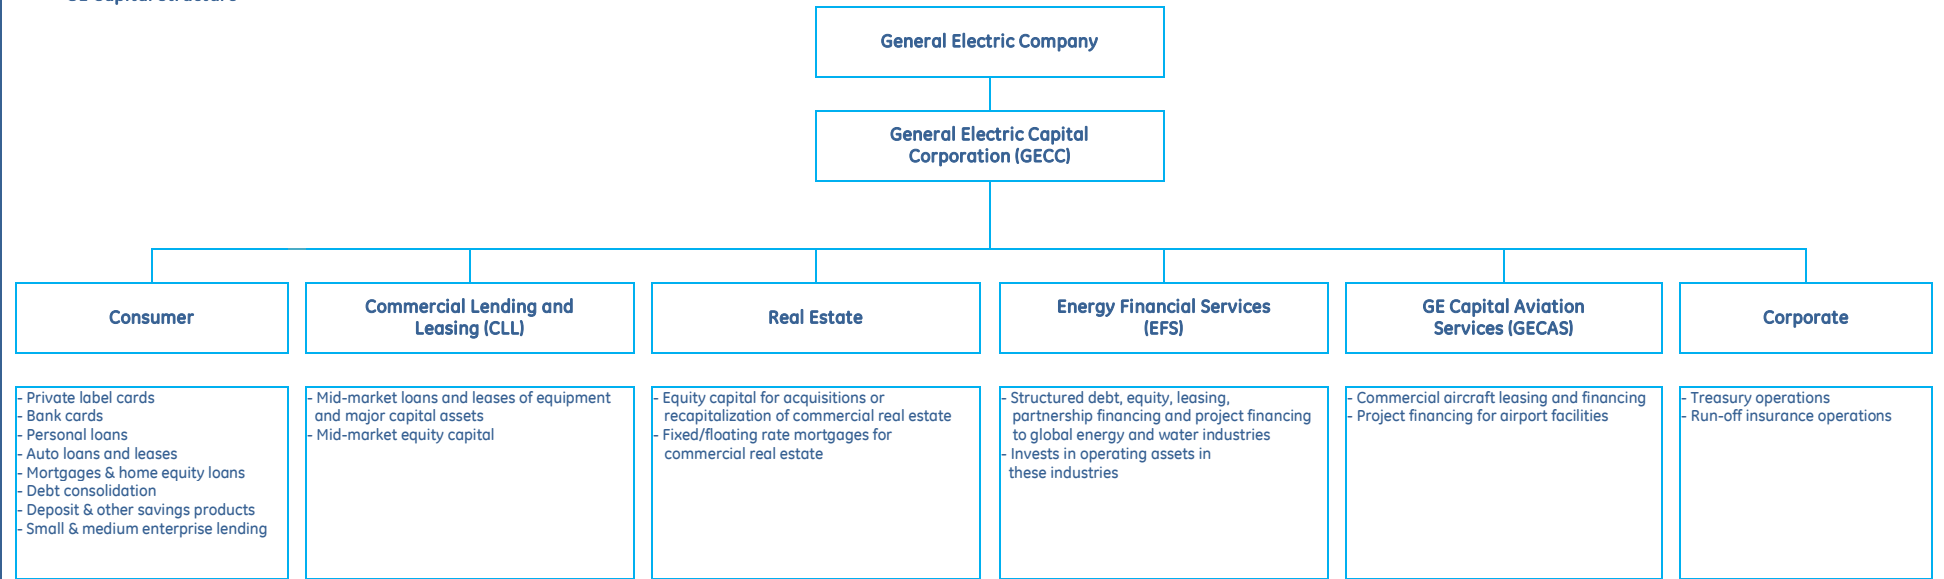 General Electric Company
General Electric Capital
Corporation (GECC)
Consumer
Commercial Lending and
Leasing (CLL)
Real Estate
Energy Financial Services
(EFS)
GE Capital Aviation
Services (GECAS)
Corporate
- Private label cards
- Bank cards
- Personal loans
- Auto loans and leases
- Mortgages & home equity loans
- Debt consolidation
- Deposit & other savings products
- Small & medium enterprise lending
- Mid-market loans and leases of equipment
and major capital assets
- Mid-market equity capital
- Equity capital for acquisitions or
recapitalization of commercial real estate
- Fixed/floating rate mortgages for
commercial real estate
- Structured debt, equity, leasing,
partnership financing and project financing
to global energy and water industries
- Invests in operating assets in
these industries
- Commercial aircraft leasing and financing
- Project financing for airport facilities
- Treasury operations
- Run-off insurance operations